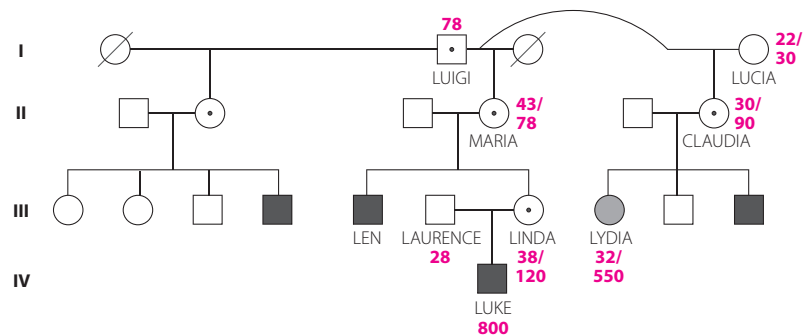 I
78
LUIGI
22/
30
LUCIA
II
43/
78
MARIA
30/
90
CLAUDIA
III
LEN
LAURENCE
28
LINDA
38/
120
LYDIA
32/
550
IV
LUKE
800